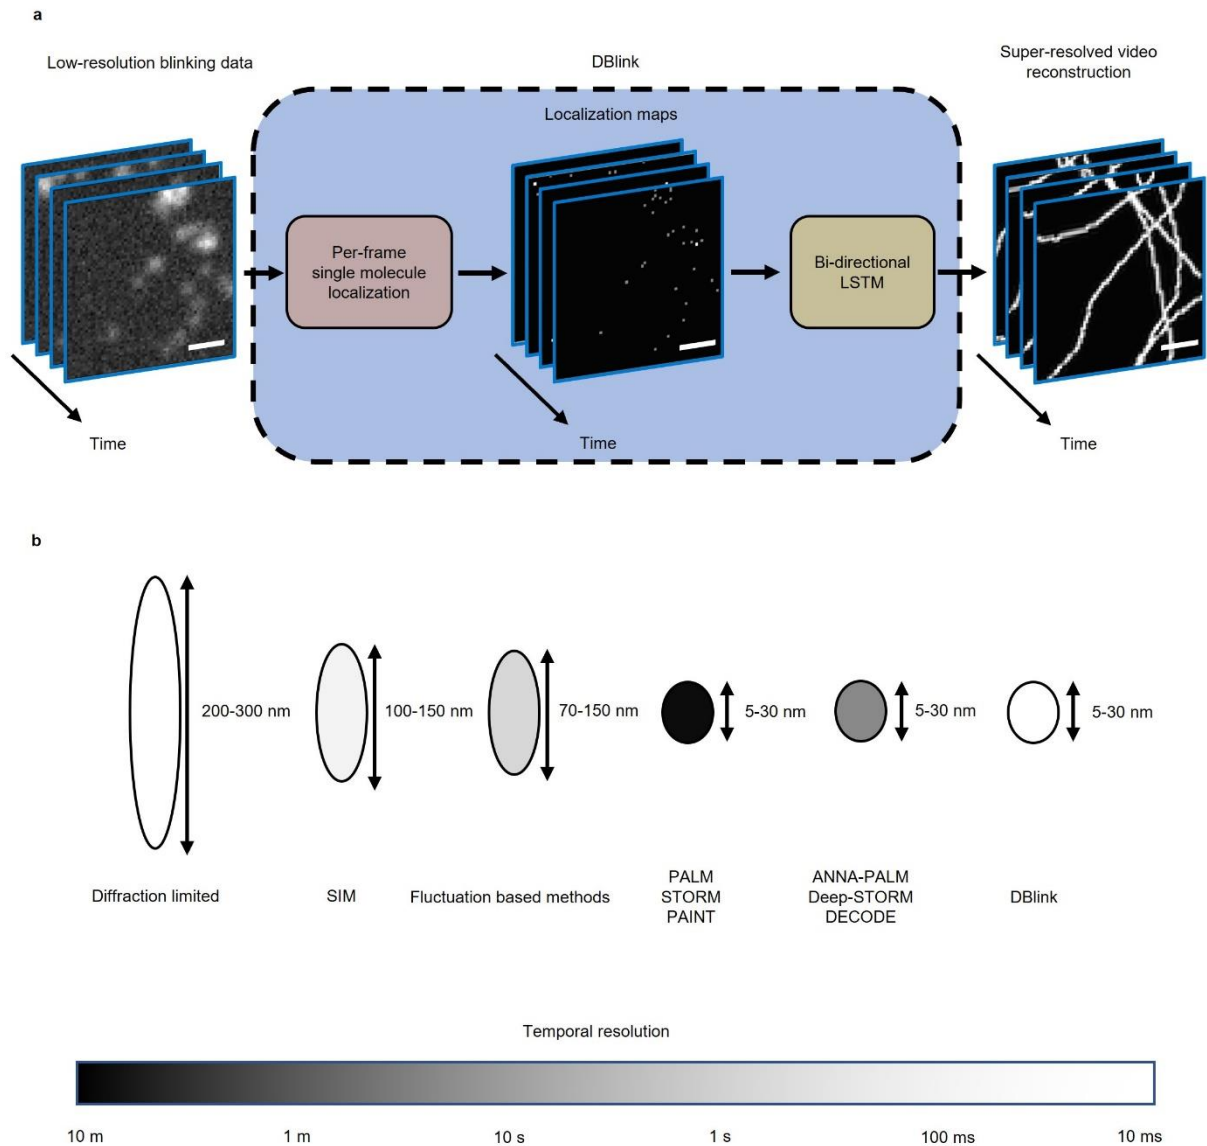 a
Low-resolution blinking data
DBlink
Super-resolved video
reconstruction
Localization maps
Per-frame
single molecule
localization
Bi-directional
LSTM
Time
Time
Time
b
200-300 nm
100-150 nm
70-150 nm
5-30 nm
5-30 nm
5-30 nm
Diffraction limited
SIM
Fluctuation based methods
PALM
STORM
PAINT
ANNA-PALM
Deep-STORM
DECODE
DBlink
Temporal resolution
10 m
1 m
10 s
1 s
100 ms
10 ms